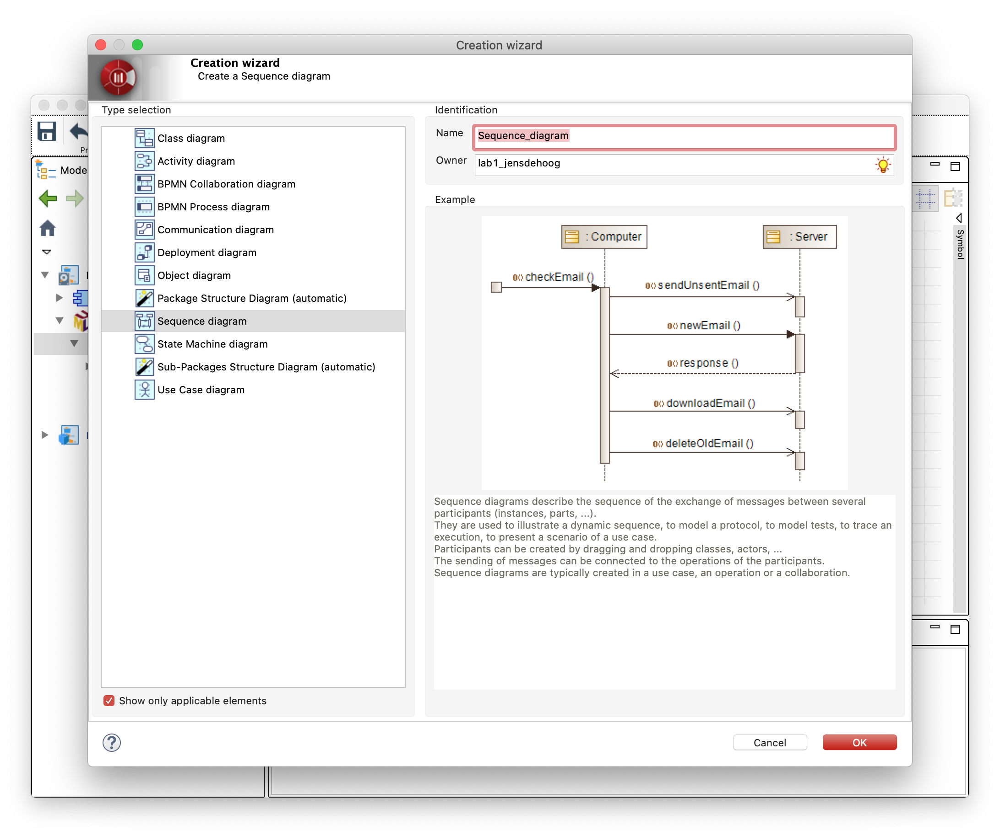 Creation wizard
Creation wizard
Create a Sequence diagram
Type selection
Class diagram
Activity diagram
BPMN Collaboration diagram
BPMN Process diagram
Communication diagram
Deployment diagram
Object diagram
Package Structure Diagram (automatic)
Sequence diagram
State Machine diagram
Sub-Packages Structure Diagram (automatic)
Use Case diagram
Show only applicable elements
Identification
Name
Sequence_diagram
Owner
lab1_jensdehoog
Example
: Computer
: Server
checkEmail ()
sendUnsentEmail ()
newEmail ()
response ()
downloadEmail ()
deleteOldEmail ()
Sequence diagrams describe the sequence of the exchange of messages between several
participants (instances, parts, ...).
They are used to illustrate a dynamic sequence, to model a protocol, to model tests, to trace an
execution, to present a scenario of a use case.
Participants can be created by dragging and dropping classes, actors, ...
The sending of messages can be connected to the operations of the participants.
Sequence diagrams are typically created in a use case, an operation or a collaboration.
Cancel
OK
Symbol